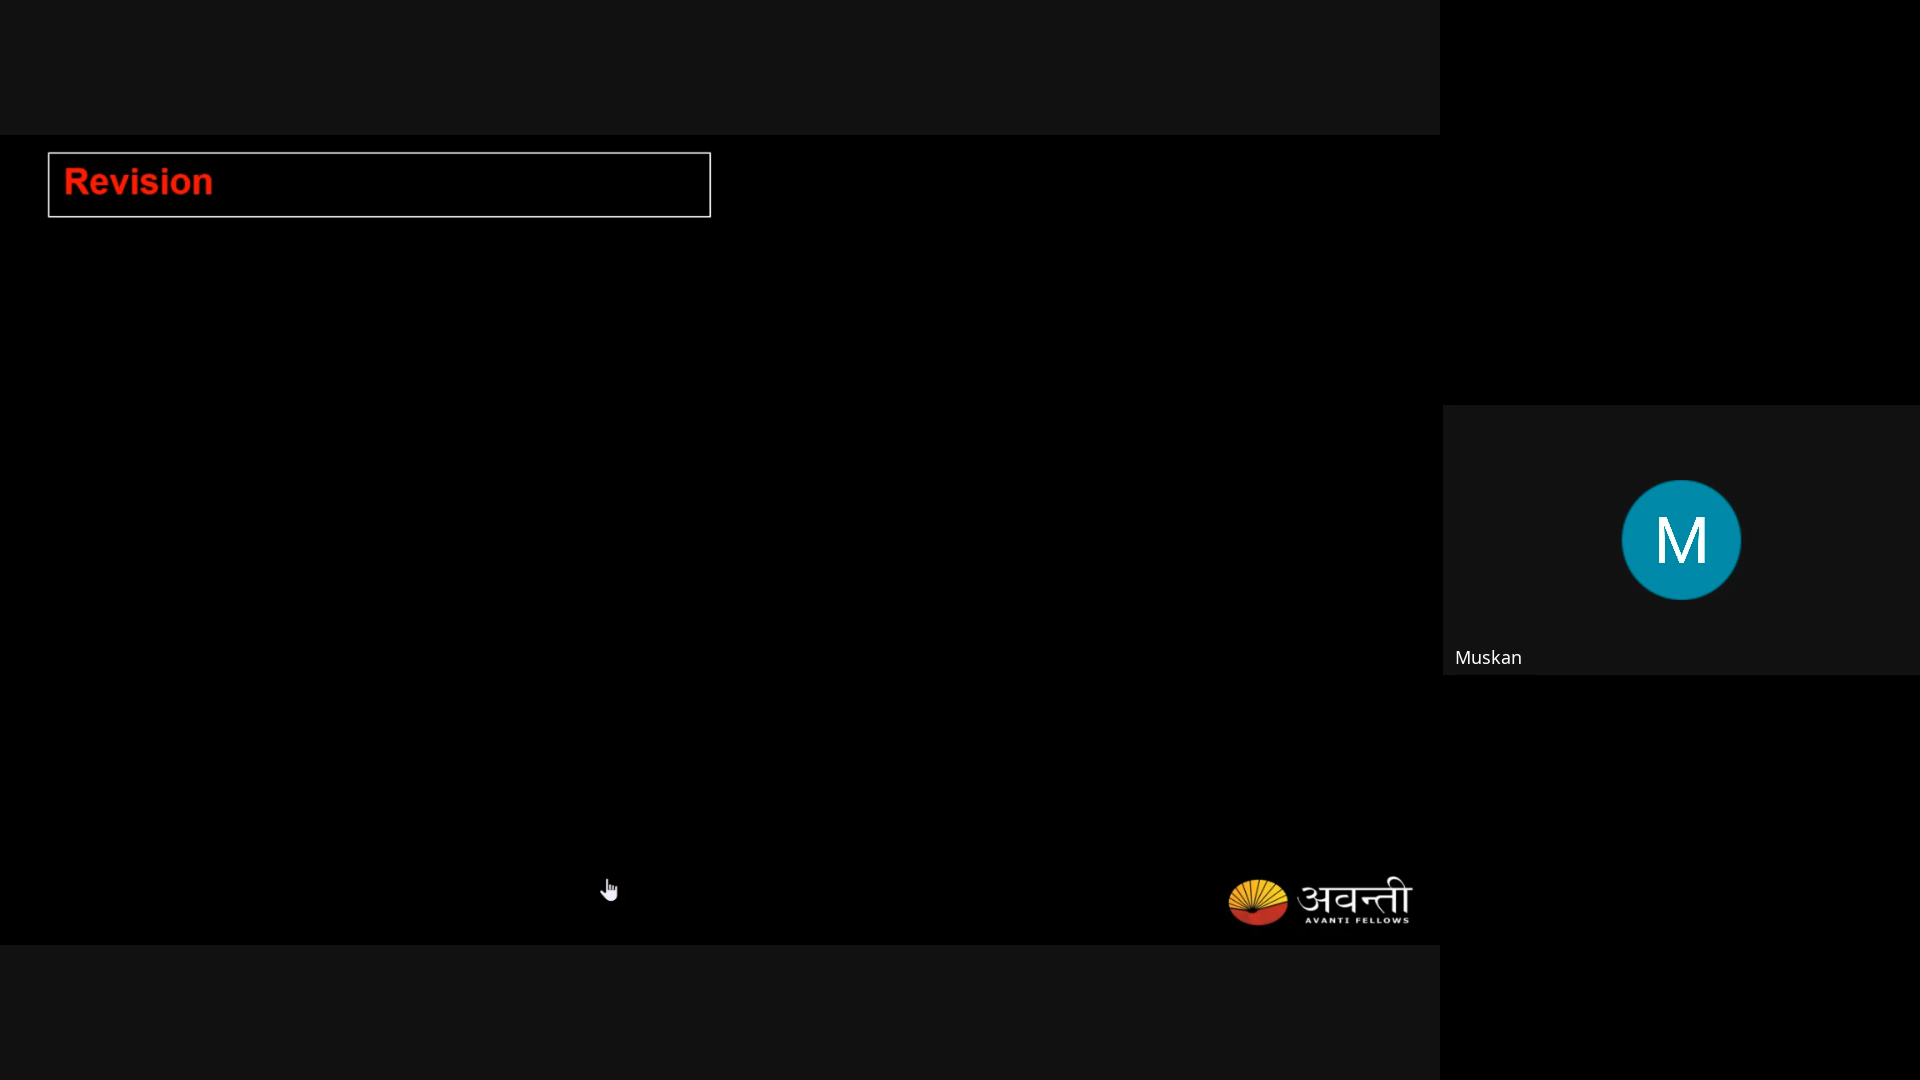 Revision
M
Muskan
अवन्ती
AVANTI FELLOWS